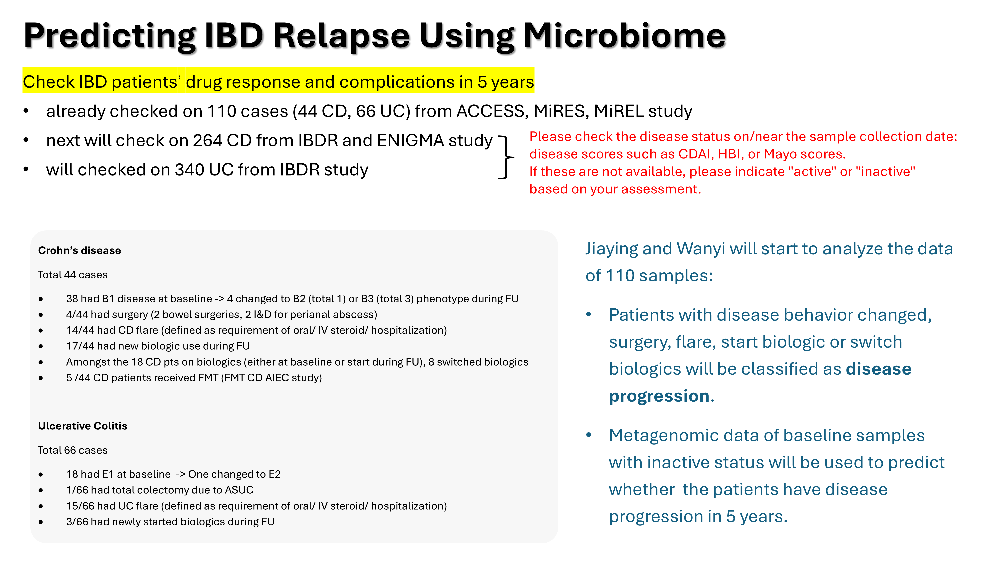 Predicting IBD Relapse Using Microbiome
Check IBD patients’ drug response and complications in 5 years
• already checked on 110 cases (44 CD, 66 UC) from ACCESS, MiRES, MiREL study
• next will check on 264 CD from IBDR and ENIGMA study
• will checked on 340 UC from IBDR study
Please check the disease status on/near the sample collection date:
disease scores such as CDAI, HBI, or Mayo scores.
If these are not available, please indicate "active" or "inactive"
based on your assessment.
Crohn’s disease
Total 44 cases
• 38 had B1 disease at baseline -> 4 changed to B2 (total 1) or B3 (total 3) phenotype during FU
• 4/44 had surgery (2 bowel surgeries, 2 I&D for perianal abscess)
• 14/44 had CD flare (defined as requirement of oral/ IV steroid/ hospitalization)
• 17/44 had new biologic use during FU
• Amongst the 18 CD pts on biologics (either at baseline or start during FU), 8 switched biologics
• 5 /44 CD patients received FMT (FMT CD AIEC study)
Ulcerative Colitis
Total 66 cases
• 18 had E1 at baseline  -> One changed to E2
• 1/66 had total colectomy due to ASUC
• 15/66 had UC flare (defined as requirement of oral/ IV steroid/ hospitalization)
• 3/66 had newly started biologics during FU
Jiaying and Wanyi will start to analyze the data
of 110 samples:
• Patients with disease behavior changed,
surgery, flare, start biologic or switch
biologics will be classified as disease
progression.
• Metagenomic data of baseline samples
with inactive status will be used to predict
whether  the patients have disease
progression in 5 years.